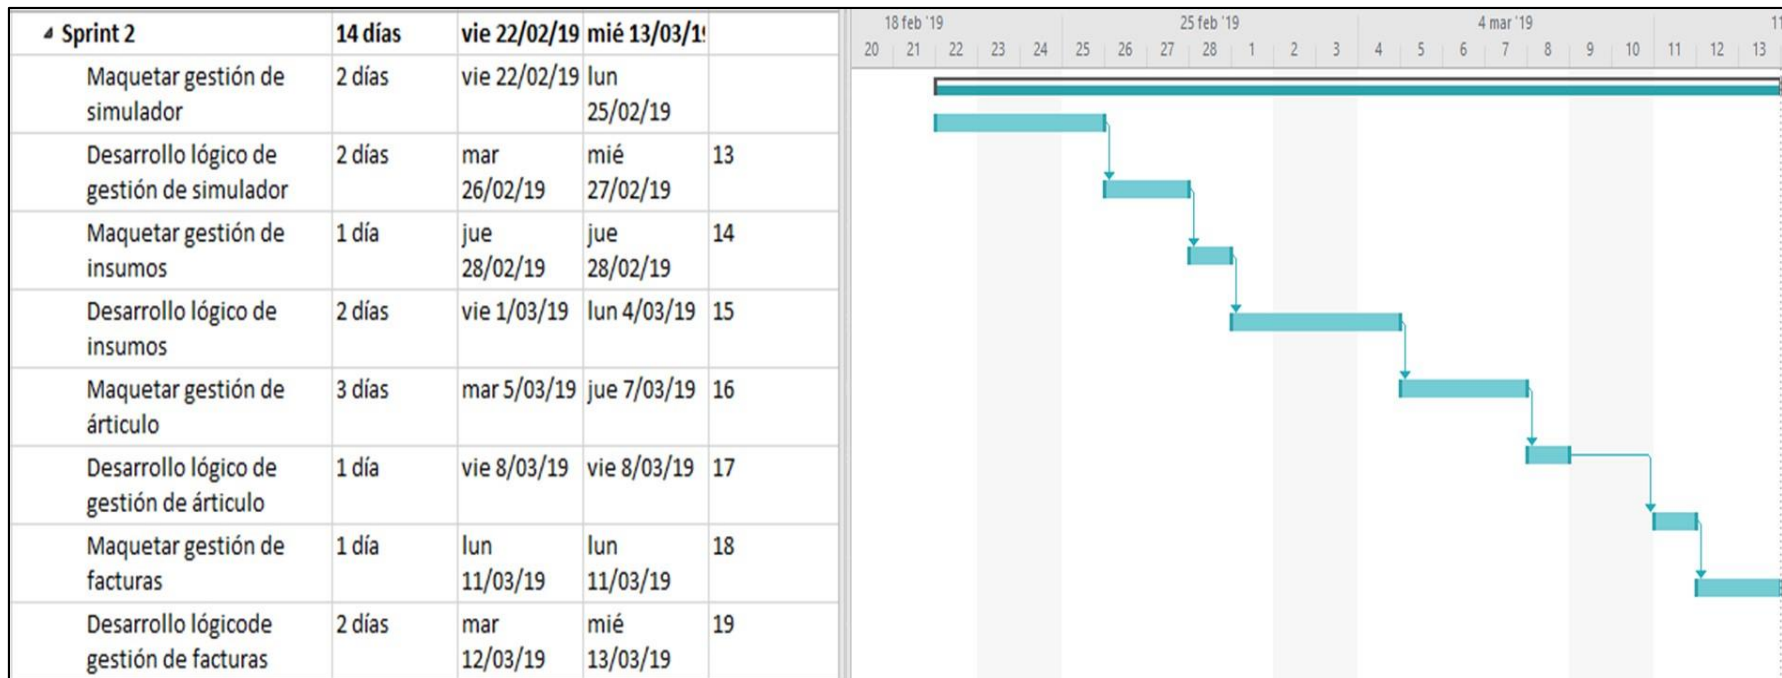 Sprint 2 14 días vie 22/02/19 mié 13/03/1
18 feb '19 25 feb '19 4 mar '19 11
20 21 22 23 24 25 26 27 28 1 2 3 4 5 6 7 8 9 10 11 12 13
Maquetar gestión de 2 días vie 22/02/19 lun
simulador 25/02/19
Desarrollo lógico de 2 días mar mié 13
gestión de simulador 26/02/19 27/02/19
Maquetar gestión de 1 día jue jue 14
insumos 28/02/19 28/02/19
Desarrollo lógico de 2 días vie 1/03/19 lun 4/03/19 15
insumos
Maquetar gestión de 3 días mar 5/03/19 jue 7/03/19 16
árticulo
Desarrollo lógico de 1 día vie 8/03/19 vie 8/03/19 17
gestión de árticulo
Maquetar gestión de 1 día lun lun 18
facturas 11/03/19 11/03/19
Desarrollo lógicode 2 días mar mié 19
gestión de facturas 12/03/19 13/03/19